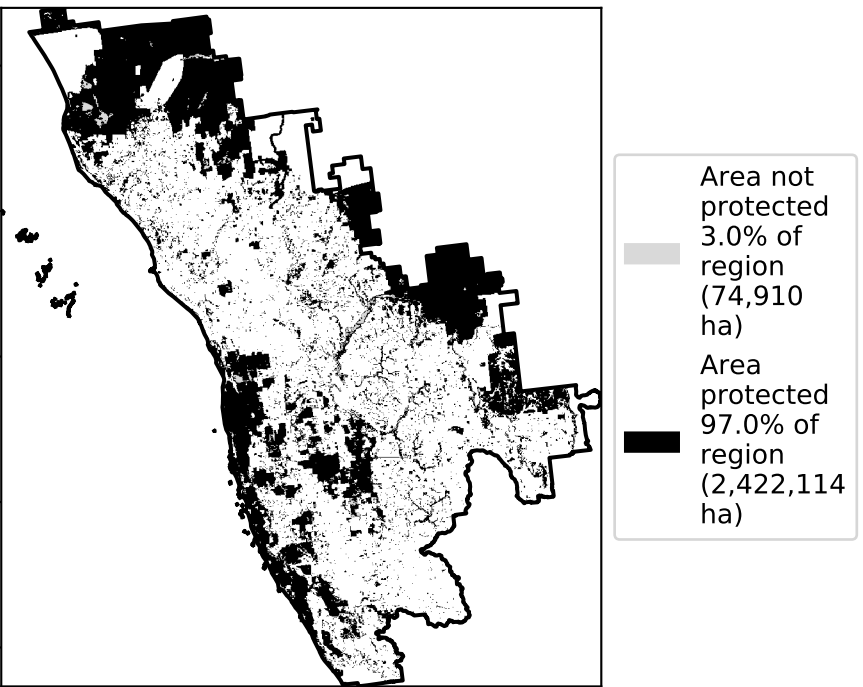 Area not
protected
3.0% of
region
(74,910
ha)
Area
protected
97.0% of
region
(2,422,114
ha)